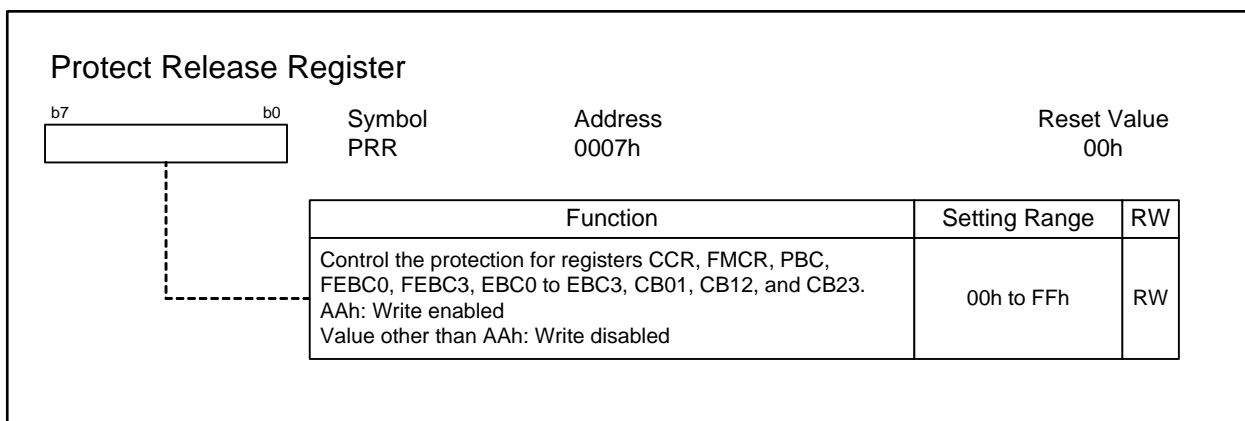 Protect Release Register
b7 b0
Symbol Address Reset Value
PRR 0007h 00h
Function Setting Range RW
Control the protection for registers CCR, FMCR, PBC,
FEBC0, FEBC3, EBC0 to EBC3, CB01, CB12, and CB23.
AAh: Write enabled
Value other than AAh: Write disabled
00h to FFh RW